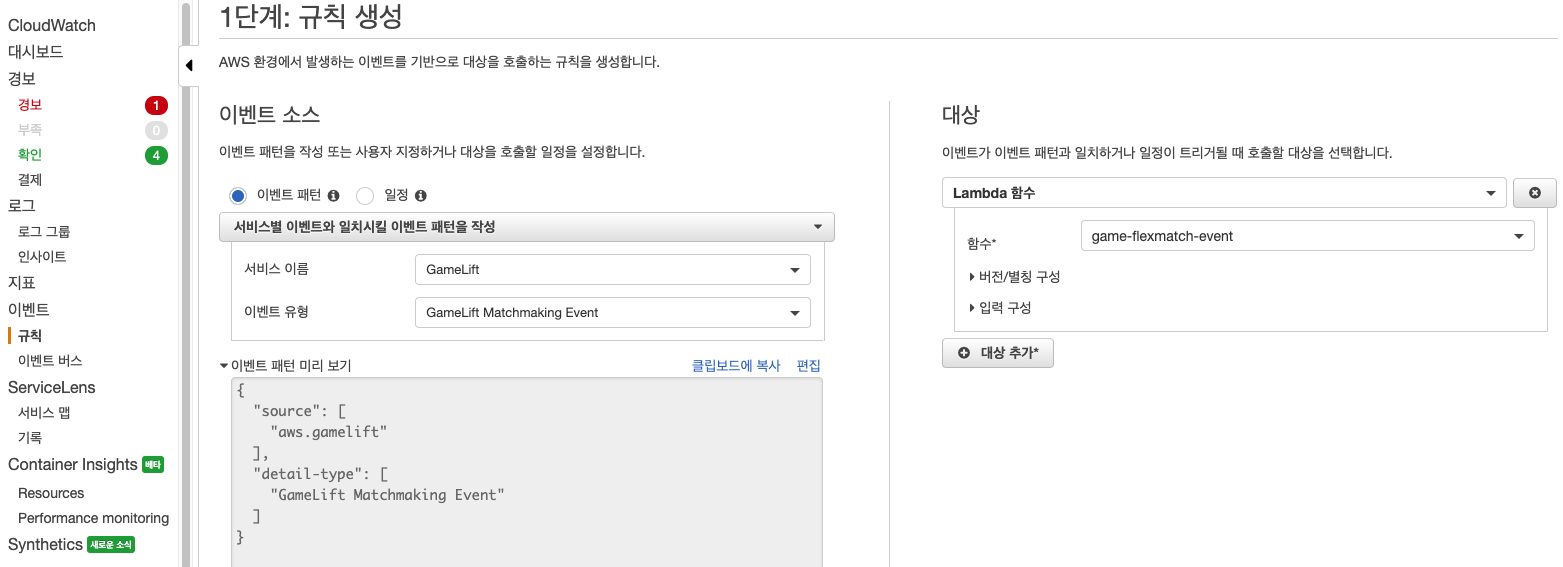 CloudWatch
대시보드
경보
경보 1
부족 0
확인 4
결제
로그
로그 그룹
인사이트
지표
이벤트
규칙
이벤트 버스
ServiceLens
서비스 맵
기록
Container Insights 베타
Resources
Performance monitoring
Synthetics 새로운 소식
1단계: 규칙 생성
AWS 환경에서 발생하는 이벤트를 기반으로 대상을 호출하는 규칙을 생성합니다.
이벤트 소스
이벤트 패턴을 작성 또는 사용자 지정하거나 대상을 호출할 일정을 설정합니다.
이벤트 패턴 일정
서비스별 이벤트와 일치시킬 이벤트 패턴을 작성
서비스 이름 GameLift
이벤트 유형 GameLift Matchmaking Event
이벤트 패턴 미리 보기 클립보드에 복사 편집
{
"source": [
"aws.gamelift"
],
"detail-type": [
"GameLift Matchmaking Event"
]
}
대상
이벤트가 이벤트 패턴과 일치하거나 일정이 트리거될 때 호출할 대상을 선택합니다.
Lambda 함수
함수* game-flexmatch-event
버전/별칭 구성
입력 구성
대상 추가*